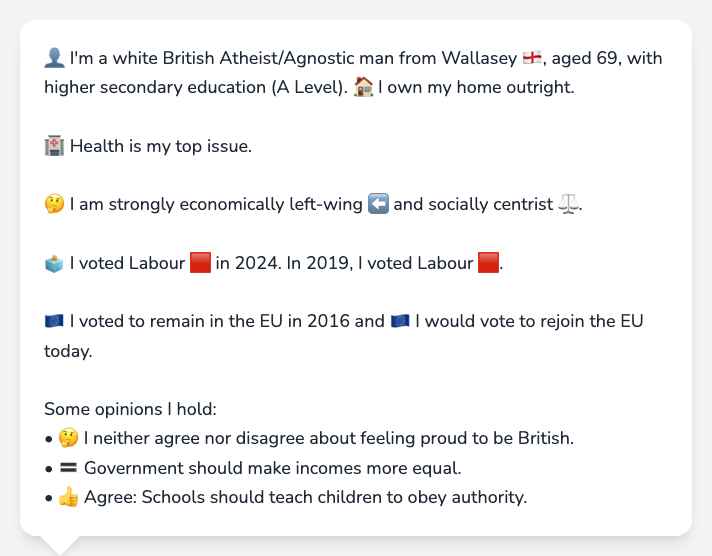 👤 I'm a white British Atheist/Agnostic man from Wallasey 🏴󠁧󠁢󠁥󠁮󠁧󠁿, aged 69, with
higher secondary education (A Level). 🏠 I own my home outright.
🏥 Health is my top issue.
🤔 I am strongly economically left-wing ⬅️ and socially centrist ⚖️.
🗳️ I voted Labour 🟥 in 2024. In 2019, I voted Labour 🟥.
🇪🇺 I voted to remain in the EU in 2016 and 🇪🇺 I would vote to rejoin the EU
today.
Some opinions I hold:
• 🤔 I neither agree nor disagree about feeling proud to be British.
• 🟰 Government should make incomes more equal.
• 👍 Agree: Schools should teach children to obey authority.